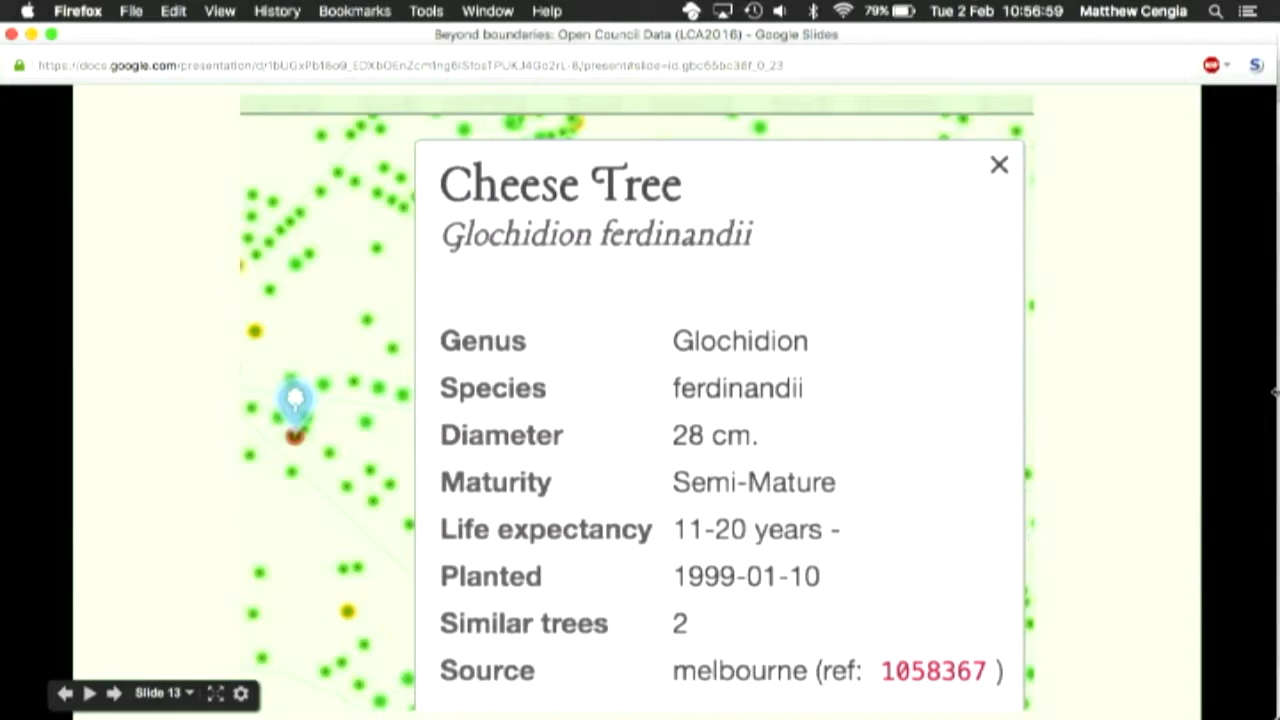 Firefox File Edit View History Bookmarks Tools Window Help 79% Tue 2 Feb 10:56:59 Matthew Cengia
Beyond boundaries: Open Council Data (LCA2016) - Google Slides
Cheese Tree
Glochidion ferdinandii
Genus Glochidion
Species ferdinandii
Diameter 28 cm.
Maturity Semi-Mature
Life expectancy 11-20 years -
Planted 1999-01-10
Similar trees 2
Source melbourne (ref: 1058367 )
Slide 13